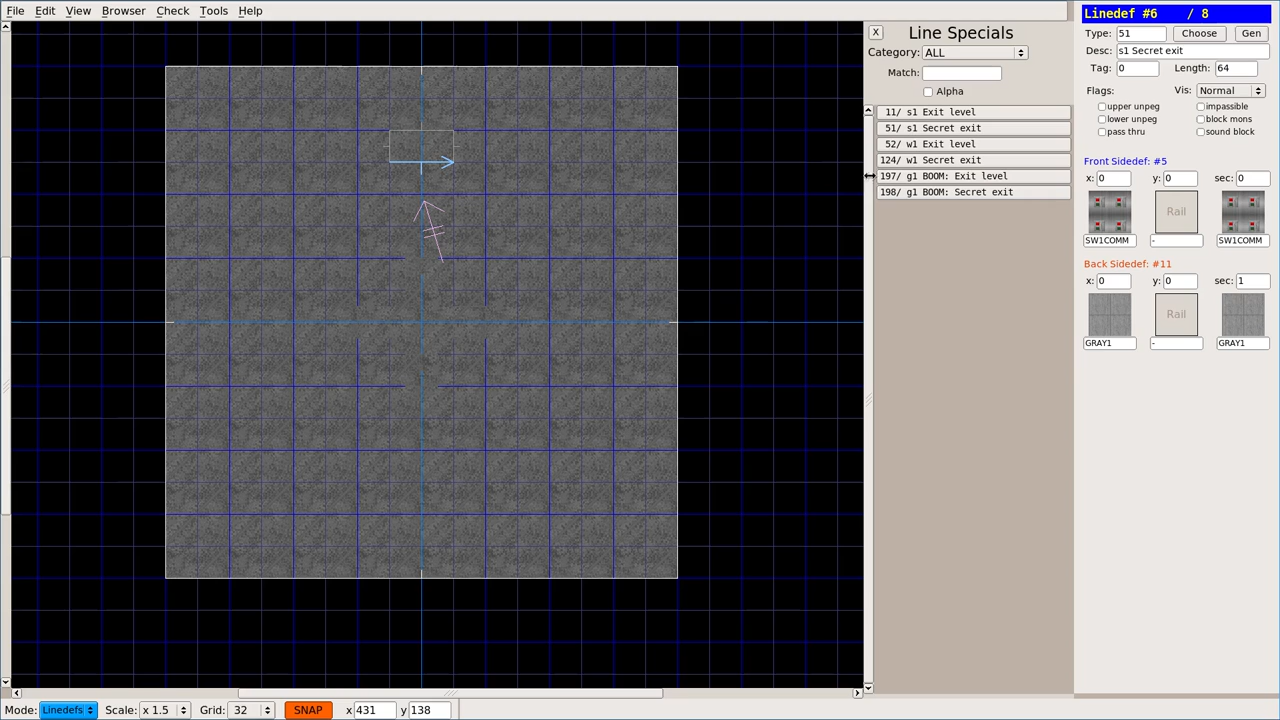 File Edit View Browser Check Tools Help
X Line Specials
Category: ALL
Match:
Alpha
11/ s1 Exit level
51/ s1 Secret exit
52/ w1 Exit level
124/ w1 Secret exit
197/ g1 BOOM: Exit level
198/ g1 BOOM: Secret exit
Linedef #6 / 8
Type: 51 Choose Gen
Desc: s1 Secret exit
Tag: 0 Length: 64
Flags: Vis: Normal
upper unpeg impassible
lower unpeg block mons
pass thru sound block
Front Sidedef: #5
x: 0 y: 0 sec: 0
Rail
SW1COMM - SW1COMM
Back Sidedef: #11
x: 0 y: 0 sec: 1
Rail
GRAY1 - GRAY1
Mode: Linedefs Scale: x 1.5 Grid: 32 SNAP x 431 y 138